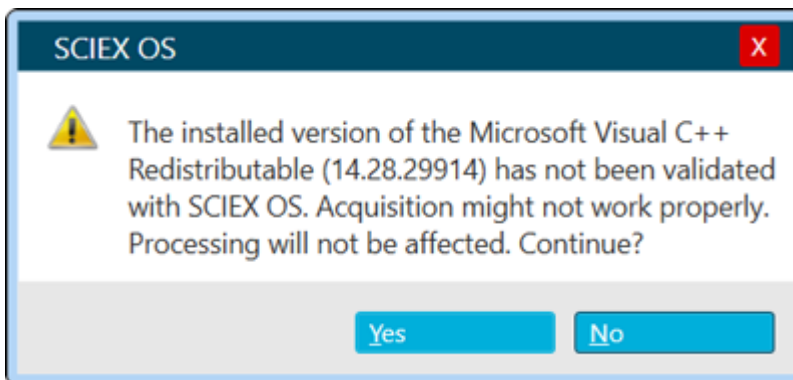 SCIEX OS
X
The installed version of the Microsoft Visual C++
Redistributable (14.28.29914) has not been validated
with SCIEX OS. Acquisition might not work properly.
Processing will not be affected. Continue?
Yes
No